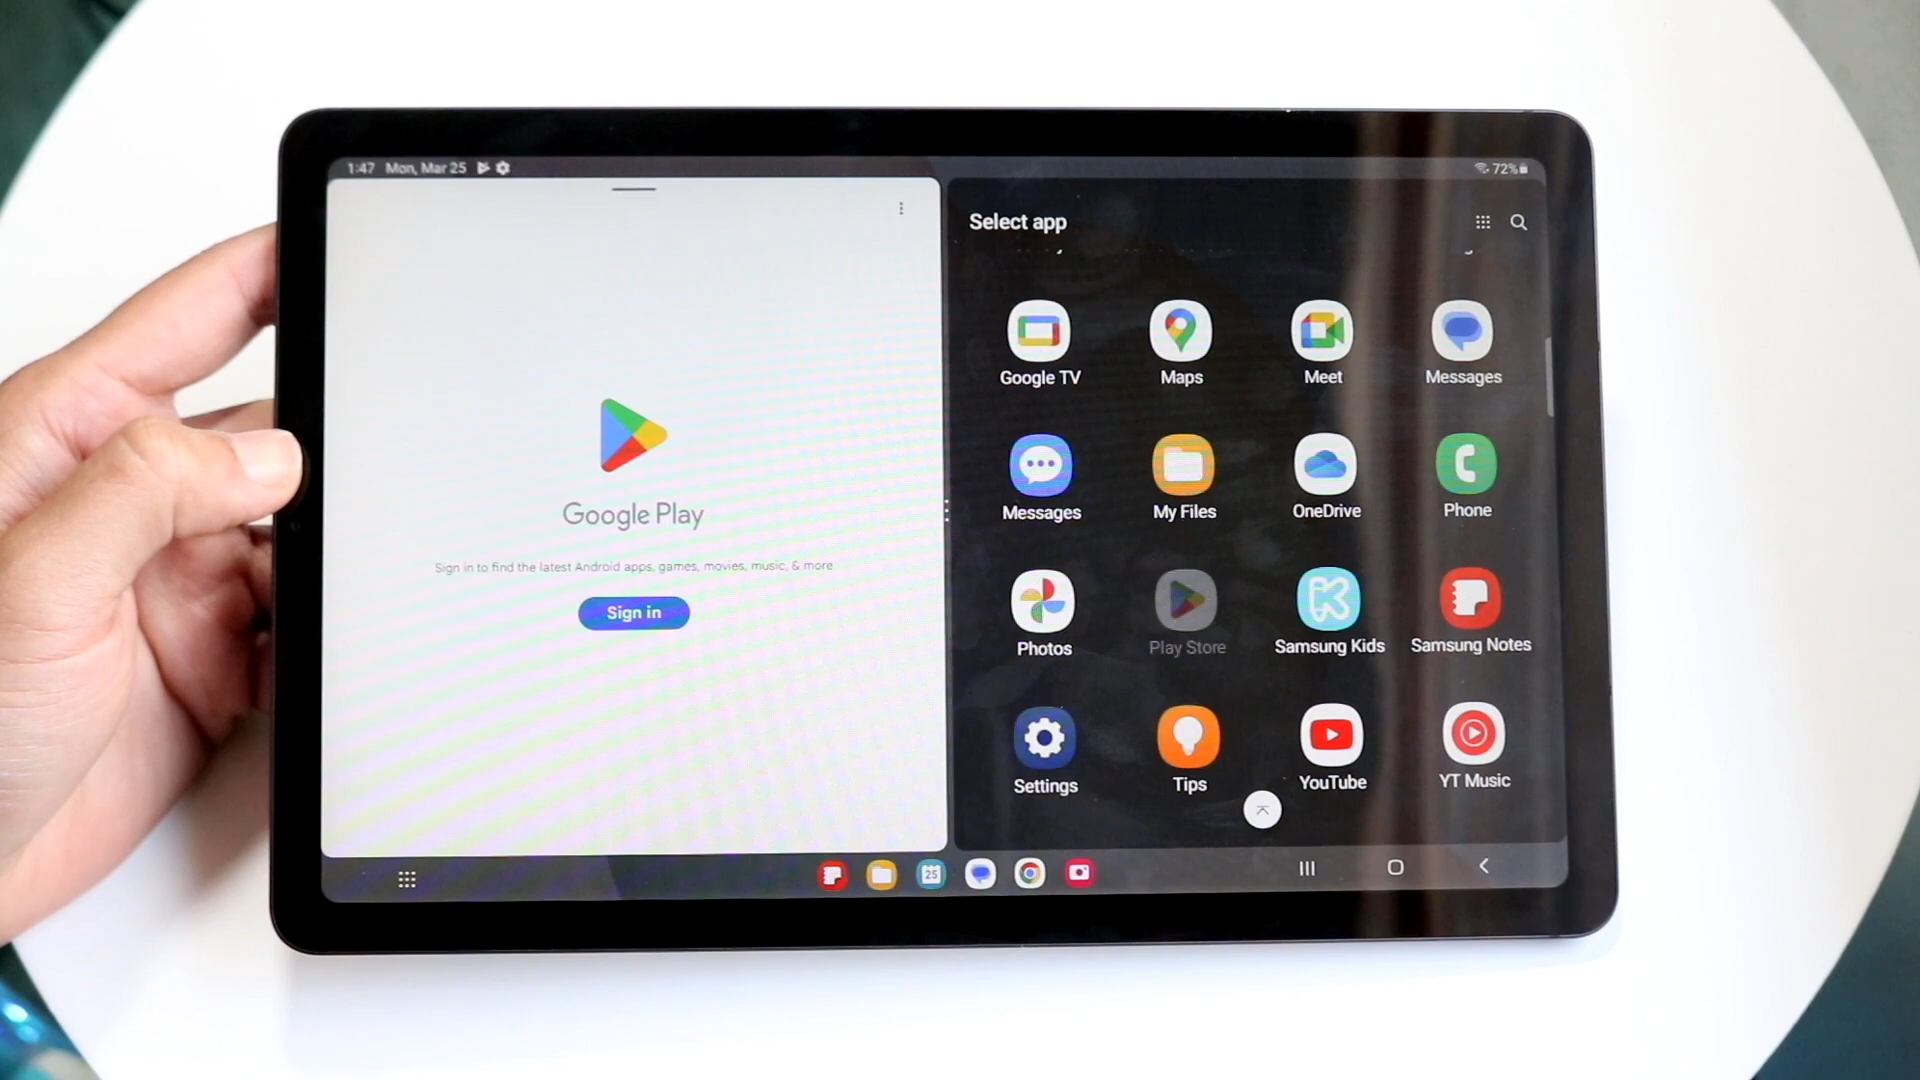 1:47 Mon, Mar 25
72%
Google Play
Sign in to find the latest Android apps, games, movies, music, & more
Sign in
Select app
Google TV Maps Meet Messages
Messages My Files OneDrive Phone
Photos Play Store Samsung Kids Samsung Notes
Settings Tips YouTube YT Music
25